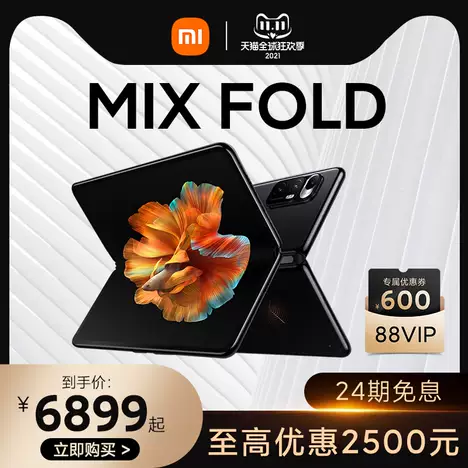 mi
11.11
天猫全球狂欢季
2021
MIX FOLD
专属优惠券
¥600
88VIP
到手价:
¥6899起
立即购买 >
24期免息
至高优惠2500元